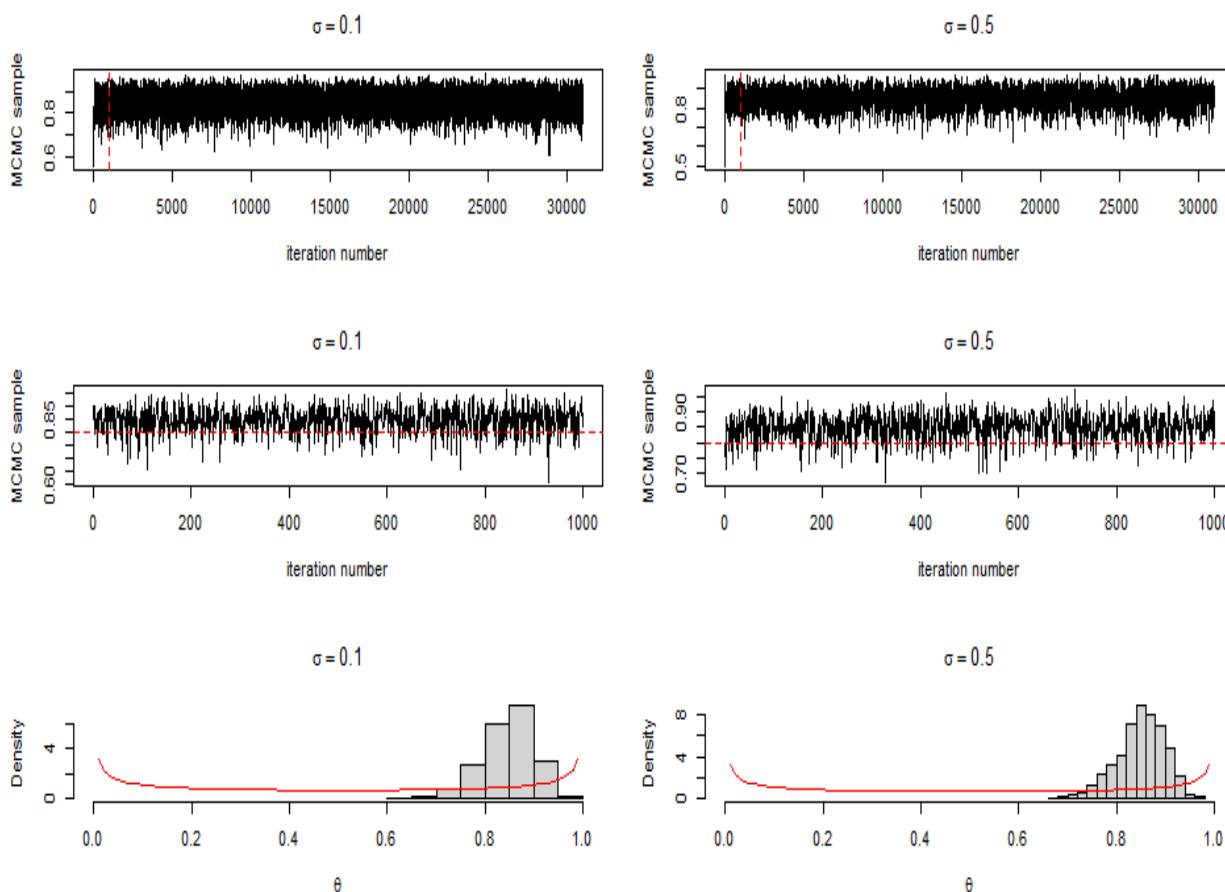 σ = 0.1
MCMC sample
0.6 0.8
0 5000 10000 15000 20000 25000 30000
iteration number
σ = 0.5
MCMC sample
0.5 0.8
0 5000 10000 15000 20000 25000 30000
iteration number
σ = 0.1
MCMC sample
0.60 0.85
0 200 400 600 800 1000
iteration number
σ = 0.5
MCMC sample
0.70 0.90
0 200 400 600 800 1000
iteration number
σ = 0.1
Density
0 4
0.0 0.2 0.4 0.6 0.8 1.0
θ
σ = 0.5
Density
0 4 8
0.0 0.2 0.4 0.6 0.8 1.0
θ